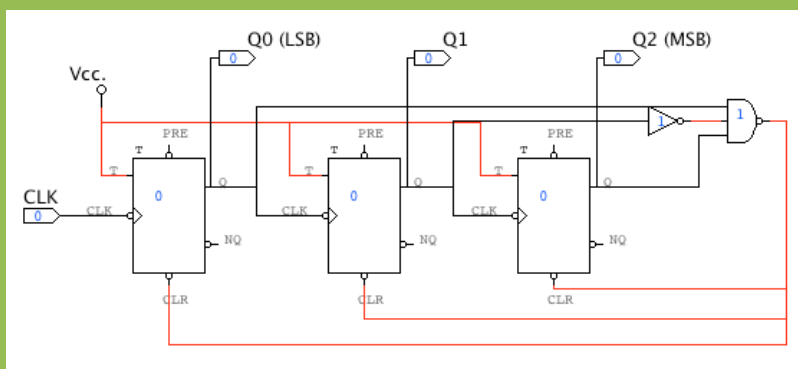 Q0 (LSB) Q1 Q2 (MSB)
0 0 0
Vcc.
1 1
PRE PRE PRE
T T T
T Q T Q T Q
0 0 0
CLK
0 CLK CLK CLK
NQ NQ NQ
CLR CLR CLR